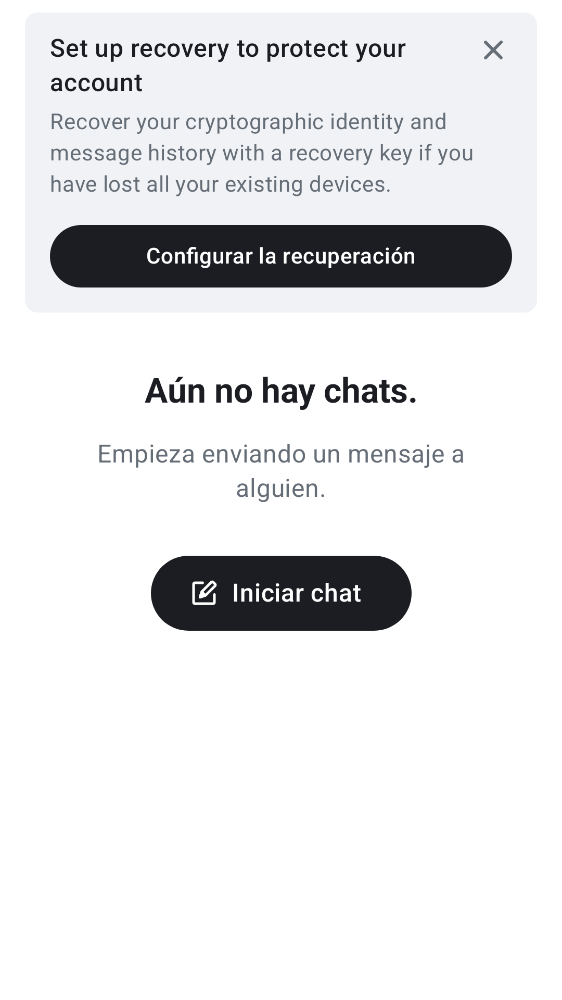 Set up recovery to protect your
account
Recover your cryptographic identity and
message history with a recovery key if you
have lost all your existing devices.
Configurar la recuperación
Aún no hay chats.
Empieza enviando un mensaje a
alguien.
Iniciar chat